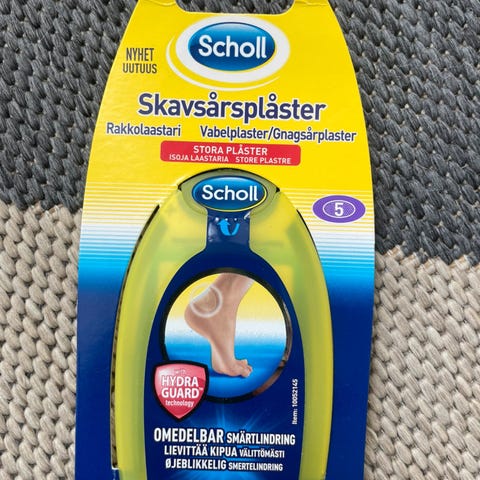 NYHET
UUTUUS
Scholl
Skavsårsplåster
Rakkolaastari Vabelplaster/Gnagsårplaster
STORA PLÅSTER
ISOJA LAASTARIA STORE PLASTRE
Scholl
5
HYDRA
GUARD
technology
Item: 10052145
OMEDELBAR SMÄRTLINDRING
LIEVITTÄÄ KIPUA VÄLITTÖMÄSTI
ØJEBLIKKELIG SMERTELINDRING